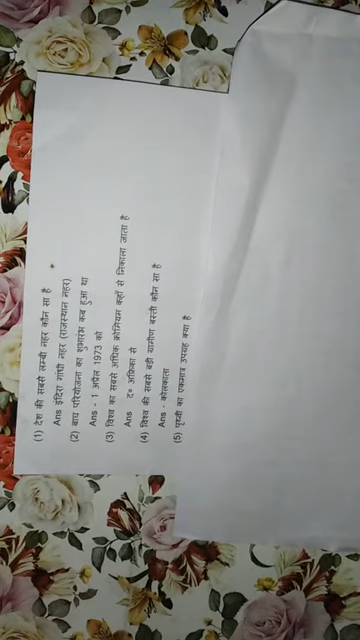 (1) देश की सबसे लम्बी नहर कौन सा है
Ans इंदिरा गांधी नहर (राजस्थान नहर)
(2) बाघ परियोजना का शुभारंभ कब हुआ था
Ans - 1 अप्रैल 1973 को
(3) विश्व का सबसे अधिक क्रोमियम कहाँ से निकाला जाता है
Ans द० अफ्रिका से
(4) विश्व की सबसे बड़ी ग्रामीण बस्ती कौन सा है
Ans - कोलकाता
(5) पृथ्वी का एकमात्र उपग्रह क्या है